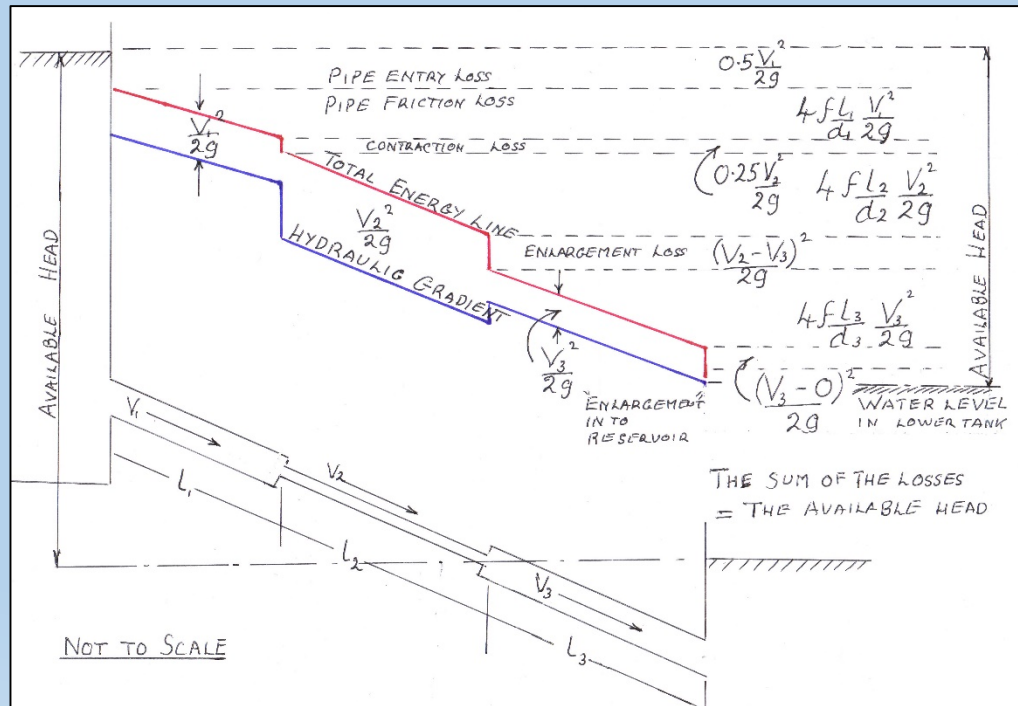 0.5 V₁²/2g
PIPE ENTRY LOSS
PIPE FRICTION LOSS
4f L₁/d₁ V²/2g
V₁²/2g
CONTRACTION LOSS
0.25V₂²/2g
4f L₂/d₂ V₂²/2g
TOTAL ENERGY LINE
V₂²/2g
HYDRAULIC GRADIENT
ENLARGEMENT LOSS
(V₂-V₃)²/2g
4f L₃/d₃ V₃²/2g
V₃²/2g
(V₃-0)²/2g
ENLARGEMENT
IN TO
RESERVOIR
WATER LEVEL
IN LOWER TANK
AVAILABLE HEAD
AVAILABLE HEAD
THE SUM OF THE LOSSES
= THE AVAILABLE HEAD
V₁
V₂
V₃
L₁
L₂
L₃
NOT TO SCALE